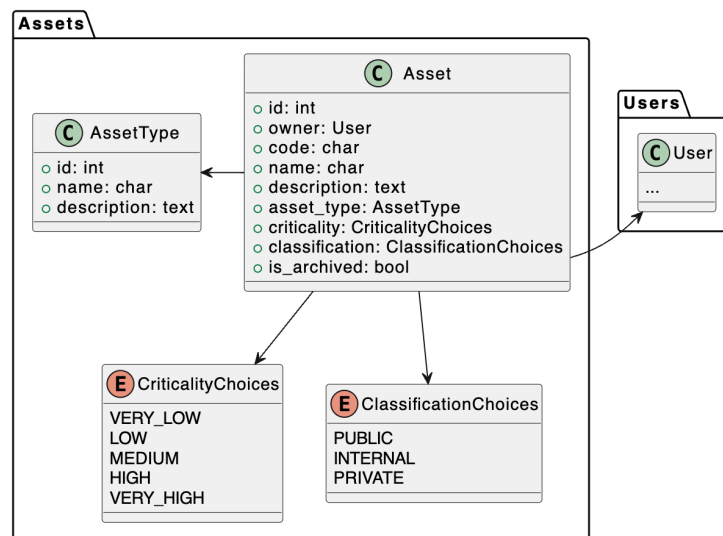 Assets
C Asset
id: int
owner: User
code: char
name: char
description: text
asset_type: AssetType
criticality: CriticalityChoices
classification: ClassificationChoices
is_archived: bool
C AssetType
id: int
name: char
description: text
Users
C User
...
E CriticalityChoices
VERY_LOW
LOW
MEDIUM
HIGH
VERY_HIGH
E ClassificationChoices
PUBLIC
INTERNAL
PRIVATE